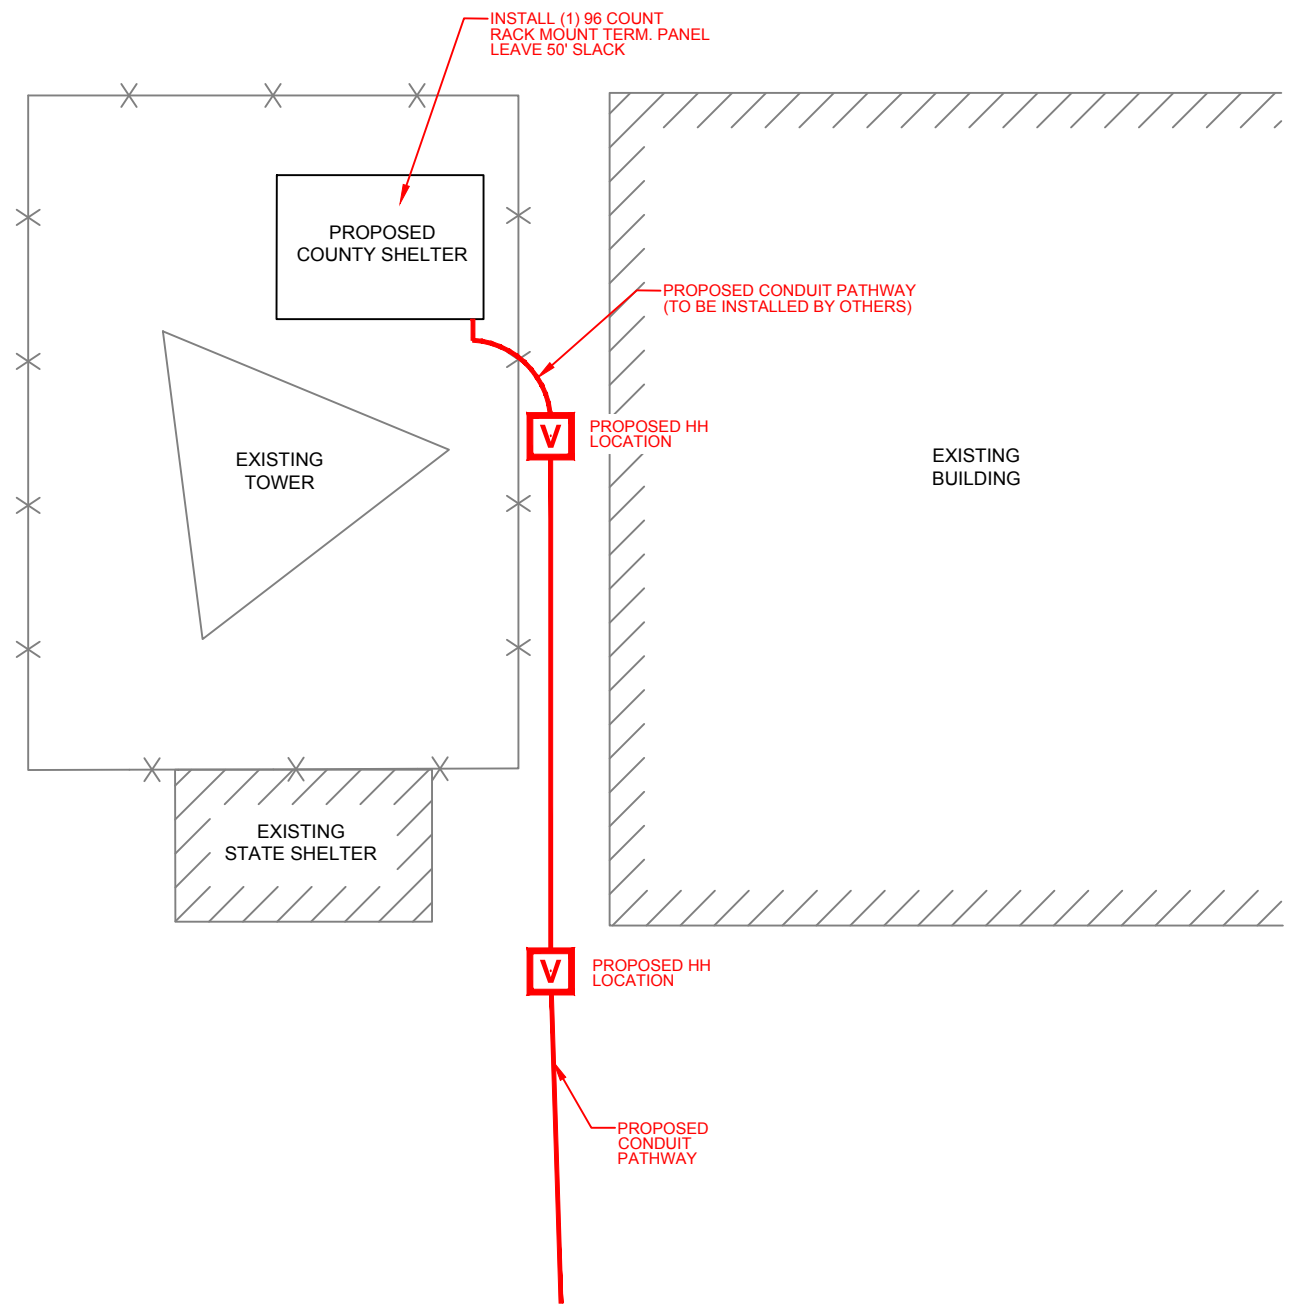 INSTALL (1) 96 COUNT
RACK MOUNT TERM. PANEL
LEAVE 50' SLACK
PROPOSED
COUNTY SHELTER
PROPOSED CONDUIT PATHWAY
(TO BE INSTALLED BY OTHERS)
V
PROPOSED HH
LOCATION
EXISTING
TOWER
EXISTING
BUILDING
EXISTING
STATE SHELTER
V
PROPOSED HH
LOCATION
PROPOSED
CONDUIT
PATHWAY